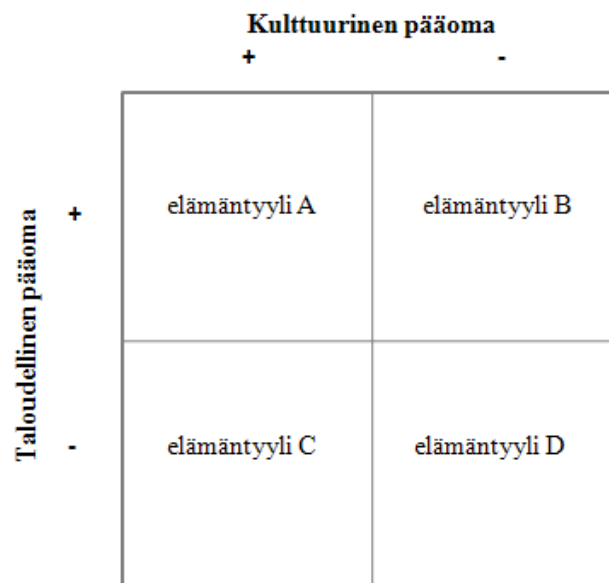 Kulttuurinen pääoma
+ -
Taloudellinen pääoma
+
elämäntyyli A
elämäntyyli B
-
elämäntyyli C
elämäntyyli D